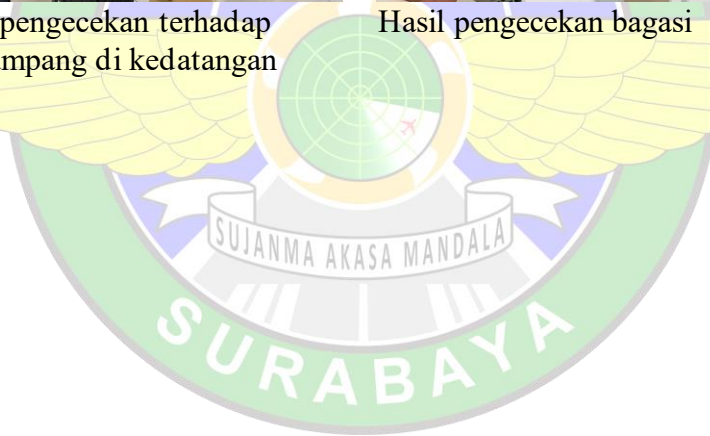 pengecekan terhadap
mpang di kedatangan
Hasil pengecekan bagasi
SUJANMA AKASA MANDALA
SURABAYA